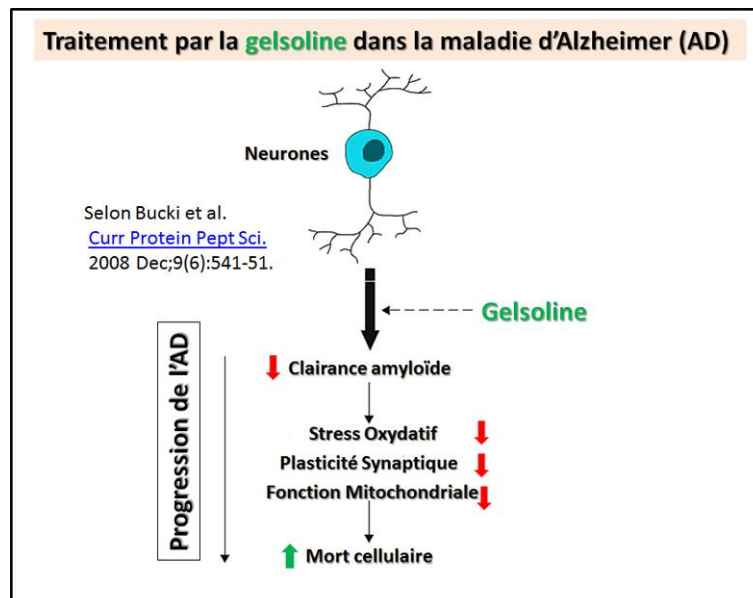 Traitement par la gelsoline dans la maladie d'Alzheimer (AD)
Neurones
Selon Bucki et al.
Curr Protein Pept Sci.
2008 Dec;9(6):541-51.
Gelsoline
Progression de l'AD
Clairance amyloïde
Stress Oxydatif
Plasticité Synaptique
Fonction Mitochondriale
Mort cellulaire